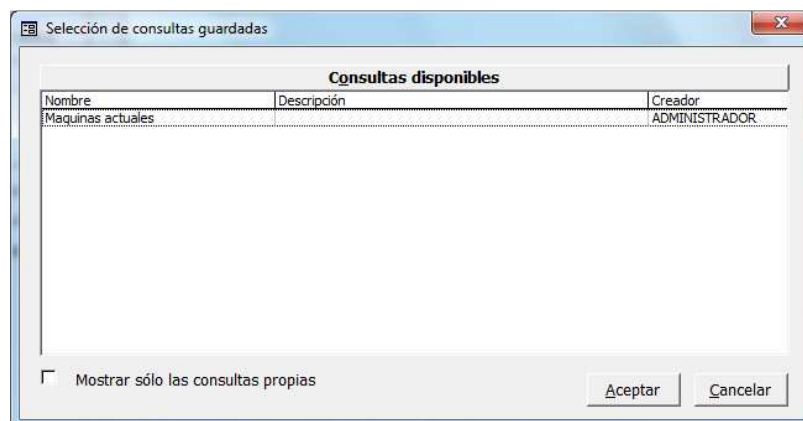 Selección de consultas guardadas
Consultas disponibles
Nombre Descripción Creador
Maquinas actuales ADMINISTRADOR
Mostrar sólo las consultas propias
Aceptar Cancelar